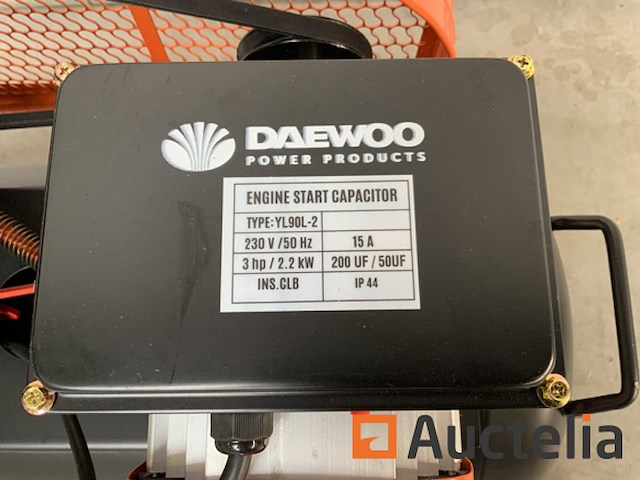 DAEWOO
POWER PRODUCTS
ENGINE START CAPACITOR
TYPE:YL90L-2
230 V /50 Hz 15 A
3 hp / 2.2 kW 200 UF / 50UF
INS.CLB IP 44
Auctelia